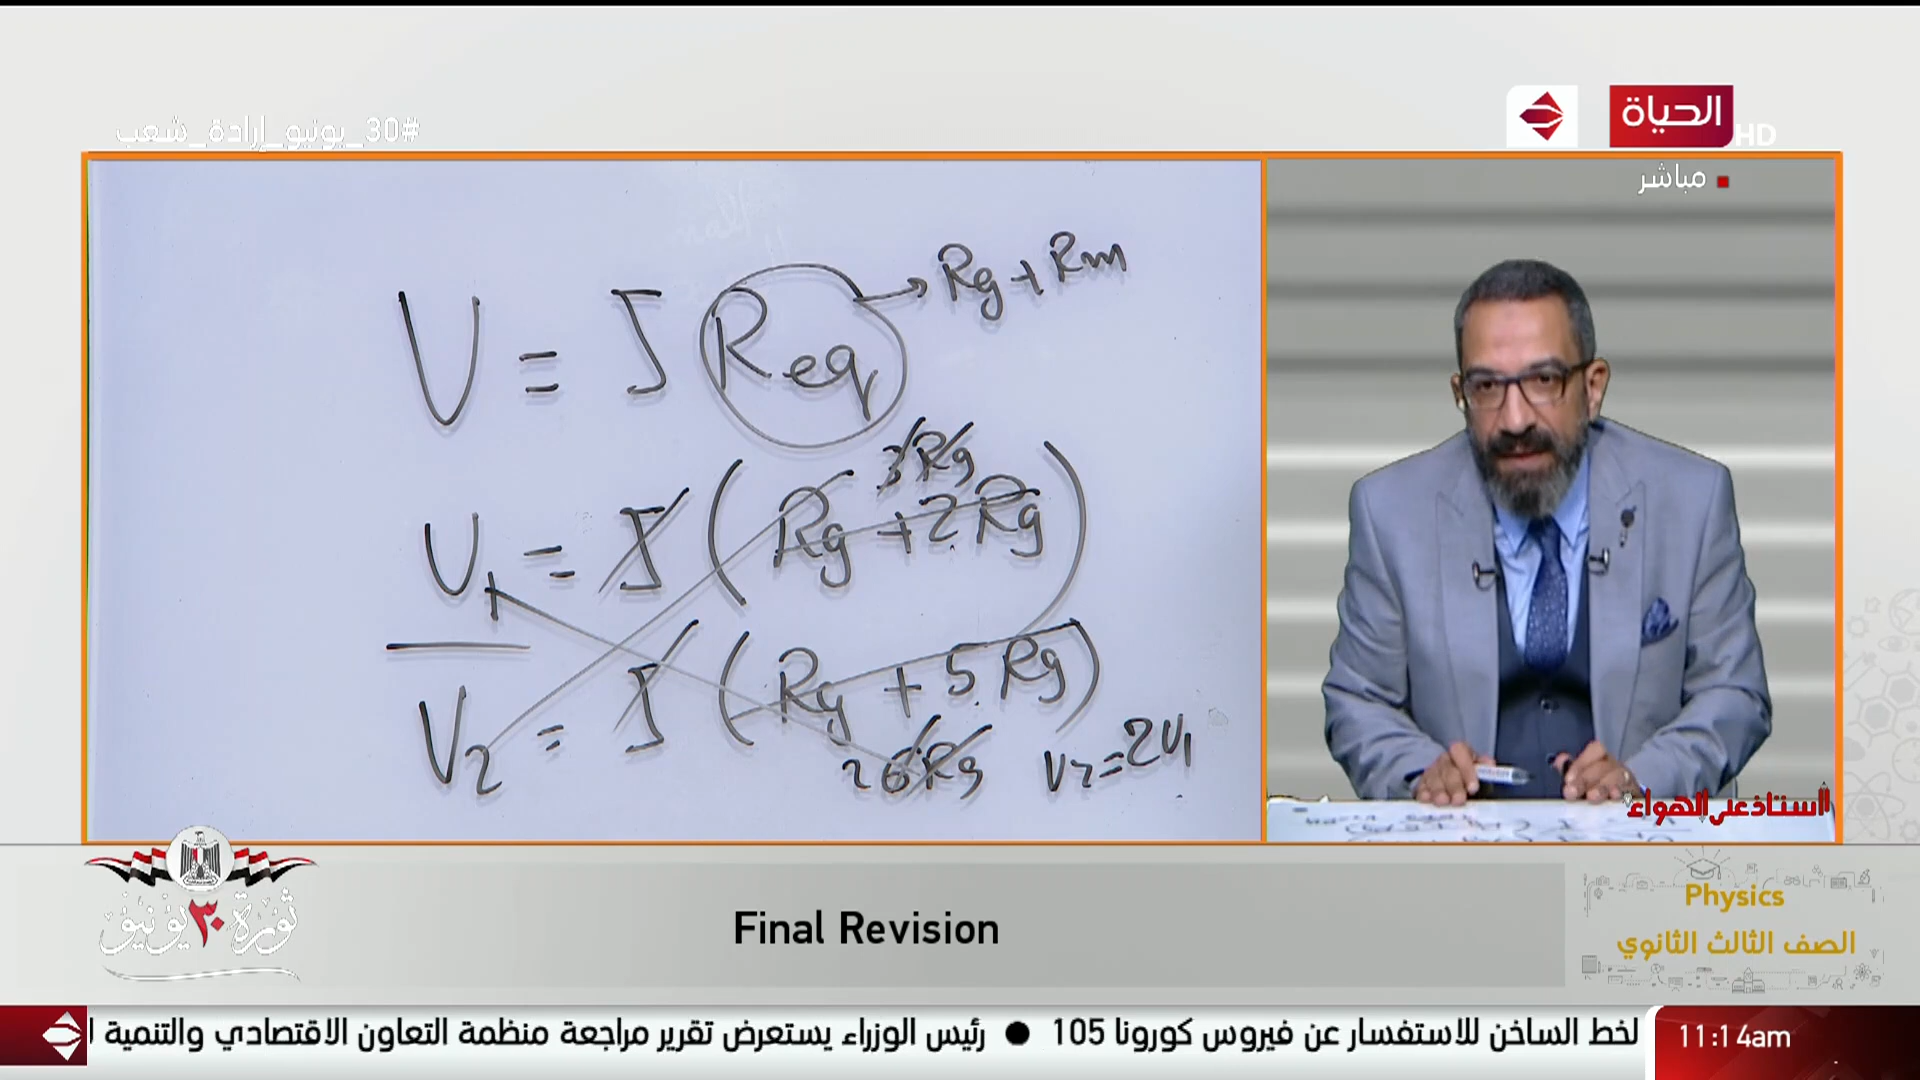 #30_يونيو_إرادة_شعب
الحياة
HD
مباشر
V = I Req → Rg + Rm
3Rg
V1 = I (Rg + 2Rg)
V2 = I (Rg + 5Rg)
2 6Rg V2 = 2V1
أستاذ على الهواء
ثورة ٣٠ يونيو
Final Revision
Physics
الصف الثالث الثانوي
لخط الساخن للاستفسار عن فيروس كورونا 105 ● رئيس الوزراء يستعرض تقرير مراجعة منظمة التعاون الاقتصادي والتنمية ل
11:14am